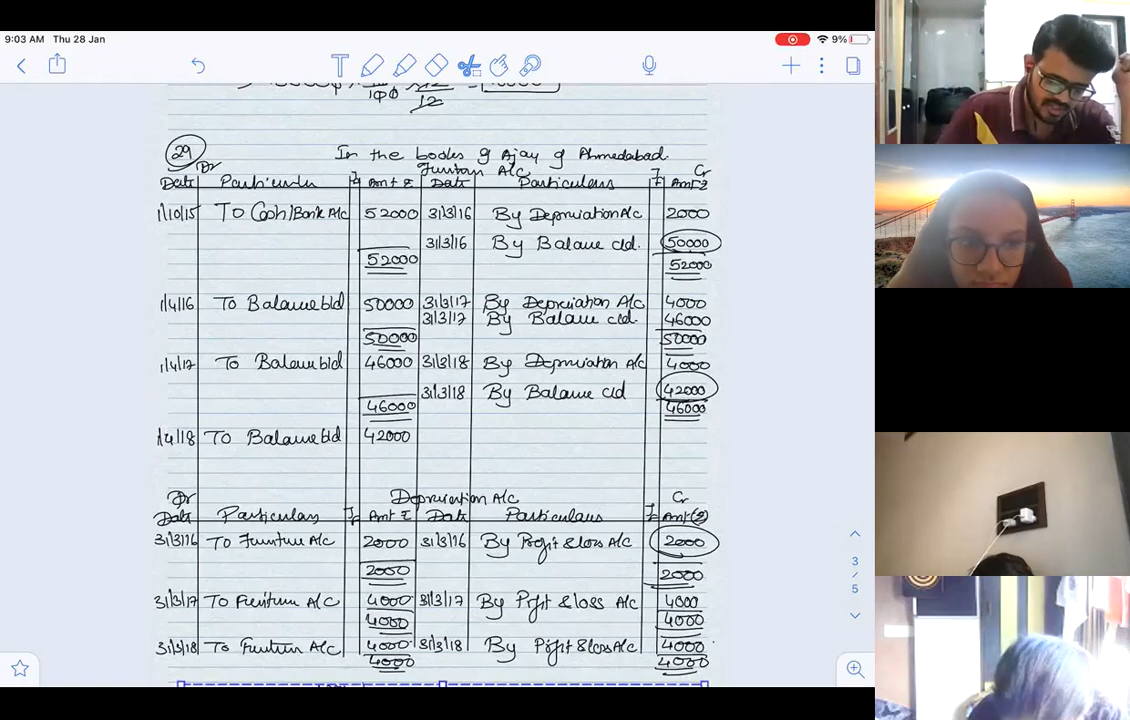 9:03 AM Thu 28 Jan
9%
29
In the books of Ajay of Ahmedabad.
Dr Furniture A/c Cr
Date Particulars Amt ₹ Date Particulars Amt ₹
1/10/15 To Cash/Bank A/c 52000 31/3/16 By Depreciation A/c 2000
31/3/16 By Balance c/d. 50000
52000 52000
1/4/16 To Balance b/d 50000 31/3/17 By Depreciation A/c 4000
31/3/17 By Balance c/d. 46000
50000 50000
1/4/17 To Balance b/d 46000 31/3/18 By Depreciation A/c 4000
31/3/18 By Balance c/d 42000
46000 46000
1/4/18 To Balance b/d 42000
Dr Depreciation A/c Cr
Date Particulars Amt ₹ Date Particulars Amt(₹)
31/3/16 To Furniture A/c 2000 31/3/16 By Profit & loss A/c 2000
2000 2000
31/3/17 To Furniture A/c 4000 31/3/17 By Profit & loss A/c 4000
4000 4000
31/3/18 To Furniture A/c 4000 31/3/18 By Profit & loss A/c 4000
4000 4000
3
5